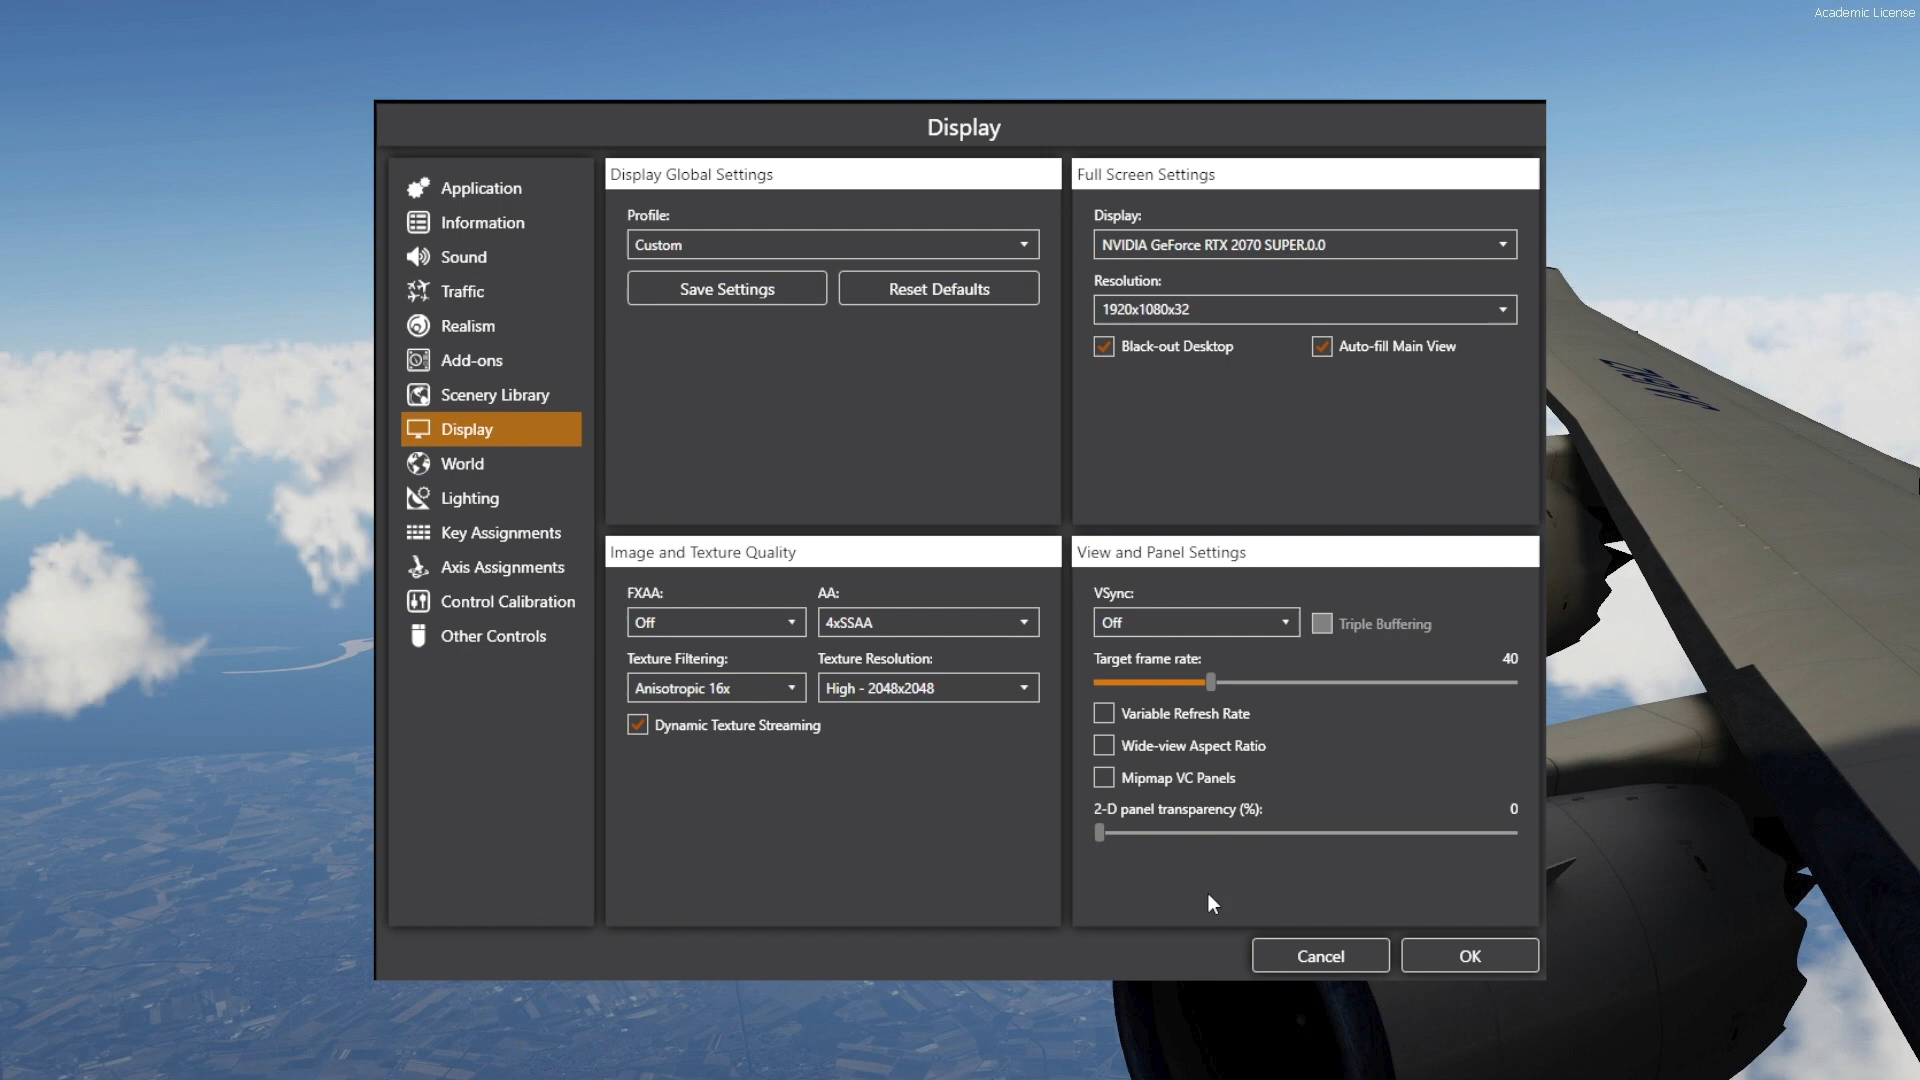 Academic License
Display
Application
Information
Sound
Traffic
Realism
Add-ons
Scenery Library
Display
World
Lighting
Key Assignments
Axis Assignments
Control Calibration
Other Controls
Display Global Settings
Profile:
Custom
Save Settings
Reset Defaults
Full Screen Settings
Display:
NVIDIA GeForce RTX 2070 SUPER.0.0
Resolution:
1920x1080x32
Black-out Desktop
Auto-fill Main View
Image and Texture Quality
FXAA:
AA:
Off
4xSSAA
Texture Filtering:
Texture Resolution:
Anisotropic 16x
High - 2048x2048
Dynamic Texture Streaming
View and Panel Settings
VSync:
Off
Triple Buffering
Target frame rate:
40
Variable Refresh Rate
Wide-view Aspect Ratio
Mipmap VC Panels
2-D panel transparency (%):
0
Cancel
OK